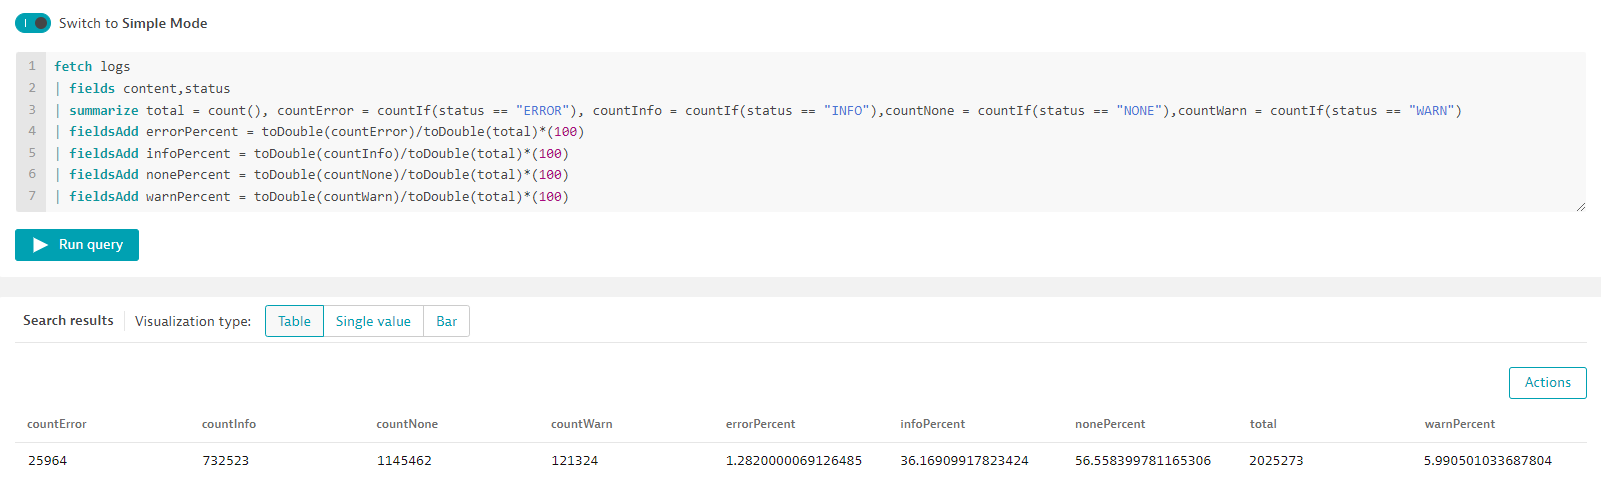 Switch to Simple Mode
1 fetch logs
2 | fields content,status
3 | summarize total = count(), countError = countIf(status == "ERROR"), countInfo = countIf(status == "INFO"),countNone = countIf(status == "NONE"),countWarn = countIf(status == "WARN")
4 | fieldsAdd errorPercent = toDouble(countError)/toDouble(total)*(100)
5 | fieldsAdd infoPercent = toDouble(countInfo)/toDouble(total)*(100)
6 | fieldsAdd nonePercent = toDouble(countNone)/toDouble(total)*(100)
7 | fieldsAdd warnPercent = toDouble(countWarn)/toDouble(total)*(100)
Run query
Search results Visualization type: Table Single value Bar
Actions
countError countInfo countNone countWarn errorPercent infoPercent nonePercent total warnPercent
25964 732523 1145462 121324 1.2820000069126485 36.16909917823424 56.558399781165306 2025273 5.990501033687804